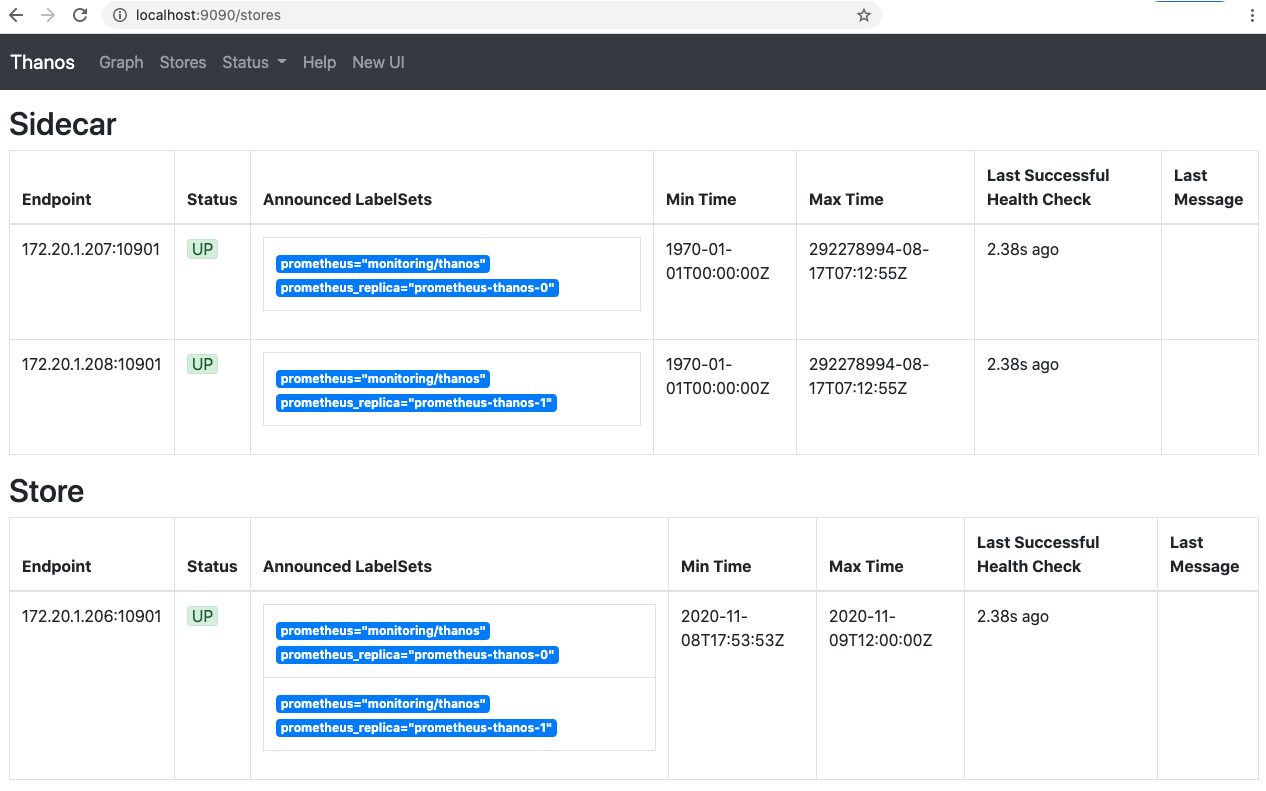 localhost:9090/stores
Thanos Graph Stores Status Help New UI
Sidecar
Endpoint Status Announced LabelSets Min Time Max Time Last Successful Health Check Last Message
172.20.1.207:10901 UP prometheus="monitoring/thanos" 1970-01-01T00:00:00Z 292278994-08-17T07:12:55Z 2.38s ago
prometheus_replica="prometheus-thanos-0"
172.20.1.208:10901 UP prometheus="monitoring/thanos" 1970-01-01T00:00:00Z 292278994-08-17T07:12:55Z 2.38s ago
prometheus_replica="prometheus-thanos-1"
Store
Endpoint Status Announced LabelSets Min Time Max Time Last Successful Health Check Last Message
172.20.1.206:10901 UP prometheus="monitoring/thanos" 2020-11-08T17:53:53Z 2020-11-09T12:00:00Z 2.38s ago
prometheus_replica="prometheus-thanos-0"
prometheus="monitoring/thanos"
prometheus_replica="prometheus-thanos-1"